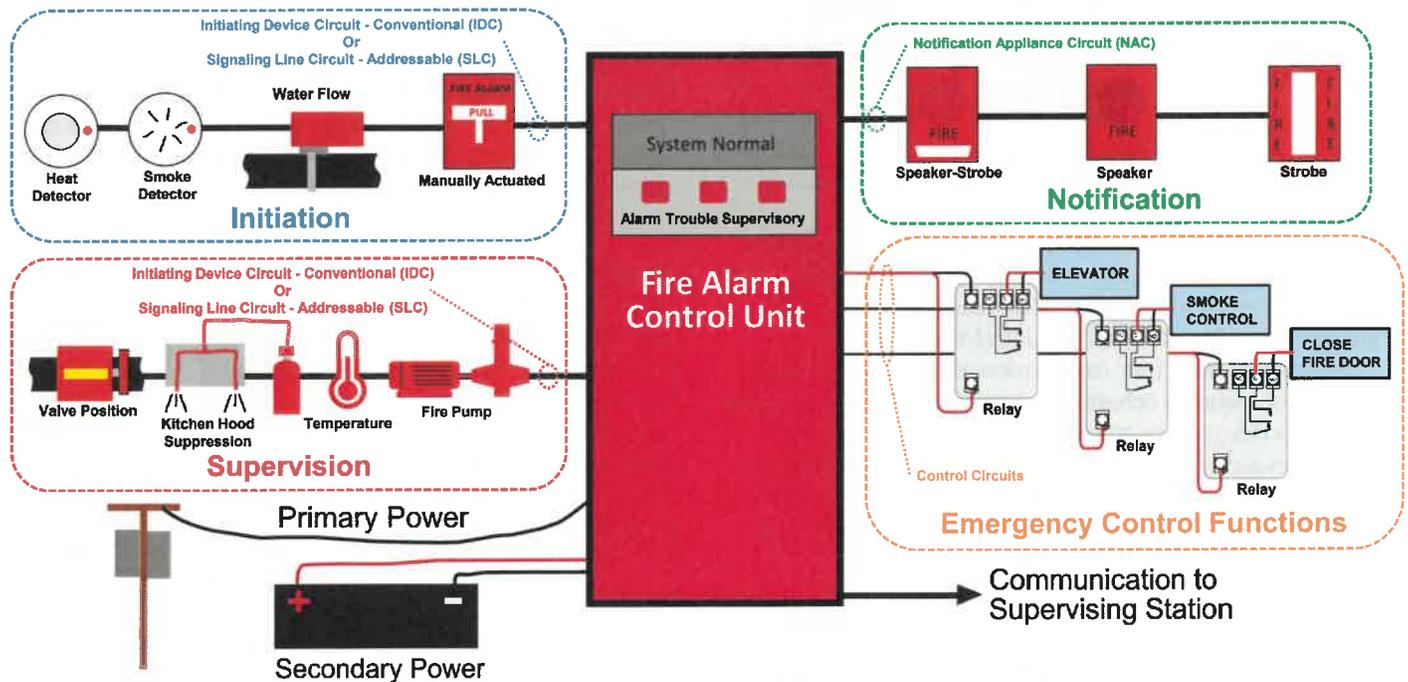 Initiating Device Circuit - Conventional (IDC)
Or
Signaling Line Circuit - Addressable (SLC)
Heat
Detector
Smoke
Detector
Water Flow
FIRE ALARM
PULL
Manually Actuated
Initiation
Initiating Device Circuit - Conventional (IDC)
Or
Signaling Line Circuit - Addressable (SLC)
Valve Position
Kitchen Hood
Suppression
Temperature
Fire Pump
Supervision
Primary Power
+
-
Secondary Power
System Normal
Alarm Trouble Supervisory
Fire Alarm
Control Unit
Notification Appliance Circuit (NAC)
FIRE
Speaker-Strobe
FIRE
Speaker
FIRE
FIRE
Strobe
Notification
ELEVATOR
SMOKE
CONTROL
CLOSE
FIRE DOOR
Relay
Relay
Relay
Control Circuits
Emergency Control Functions
Communication to
Supervising Station